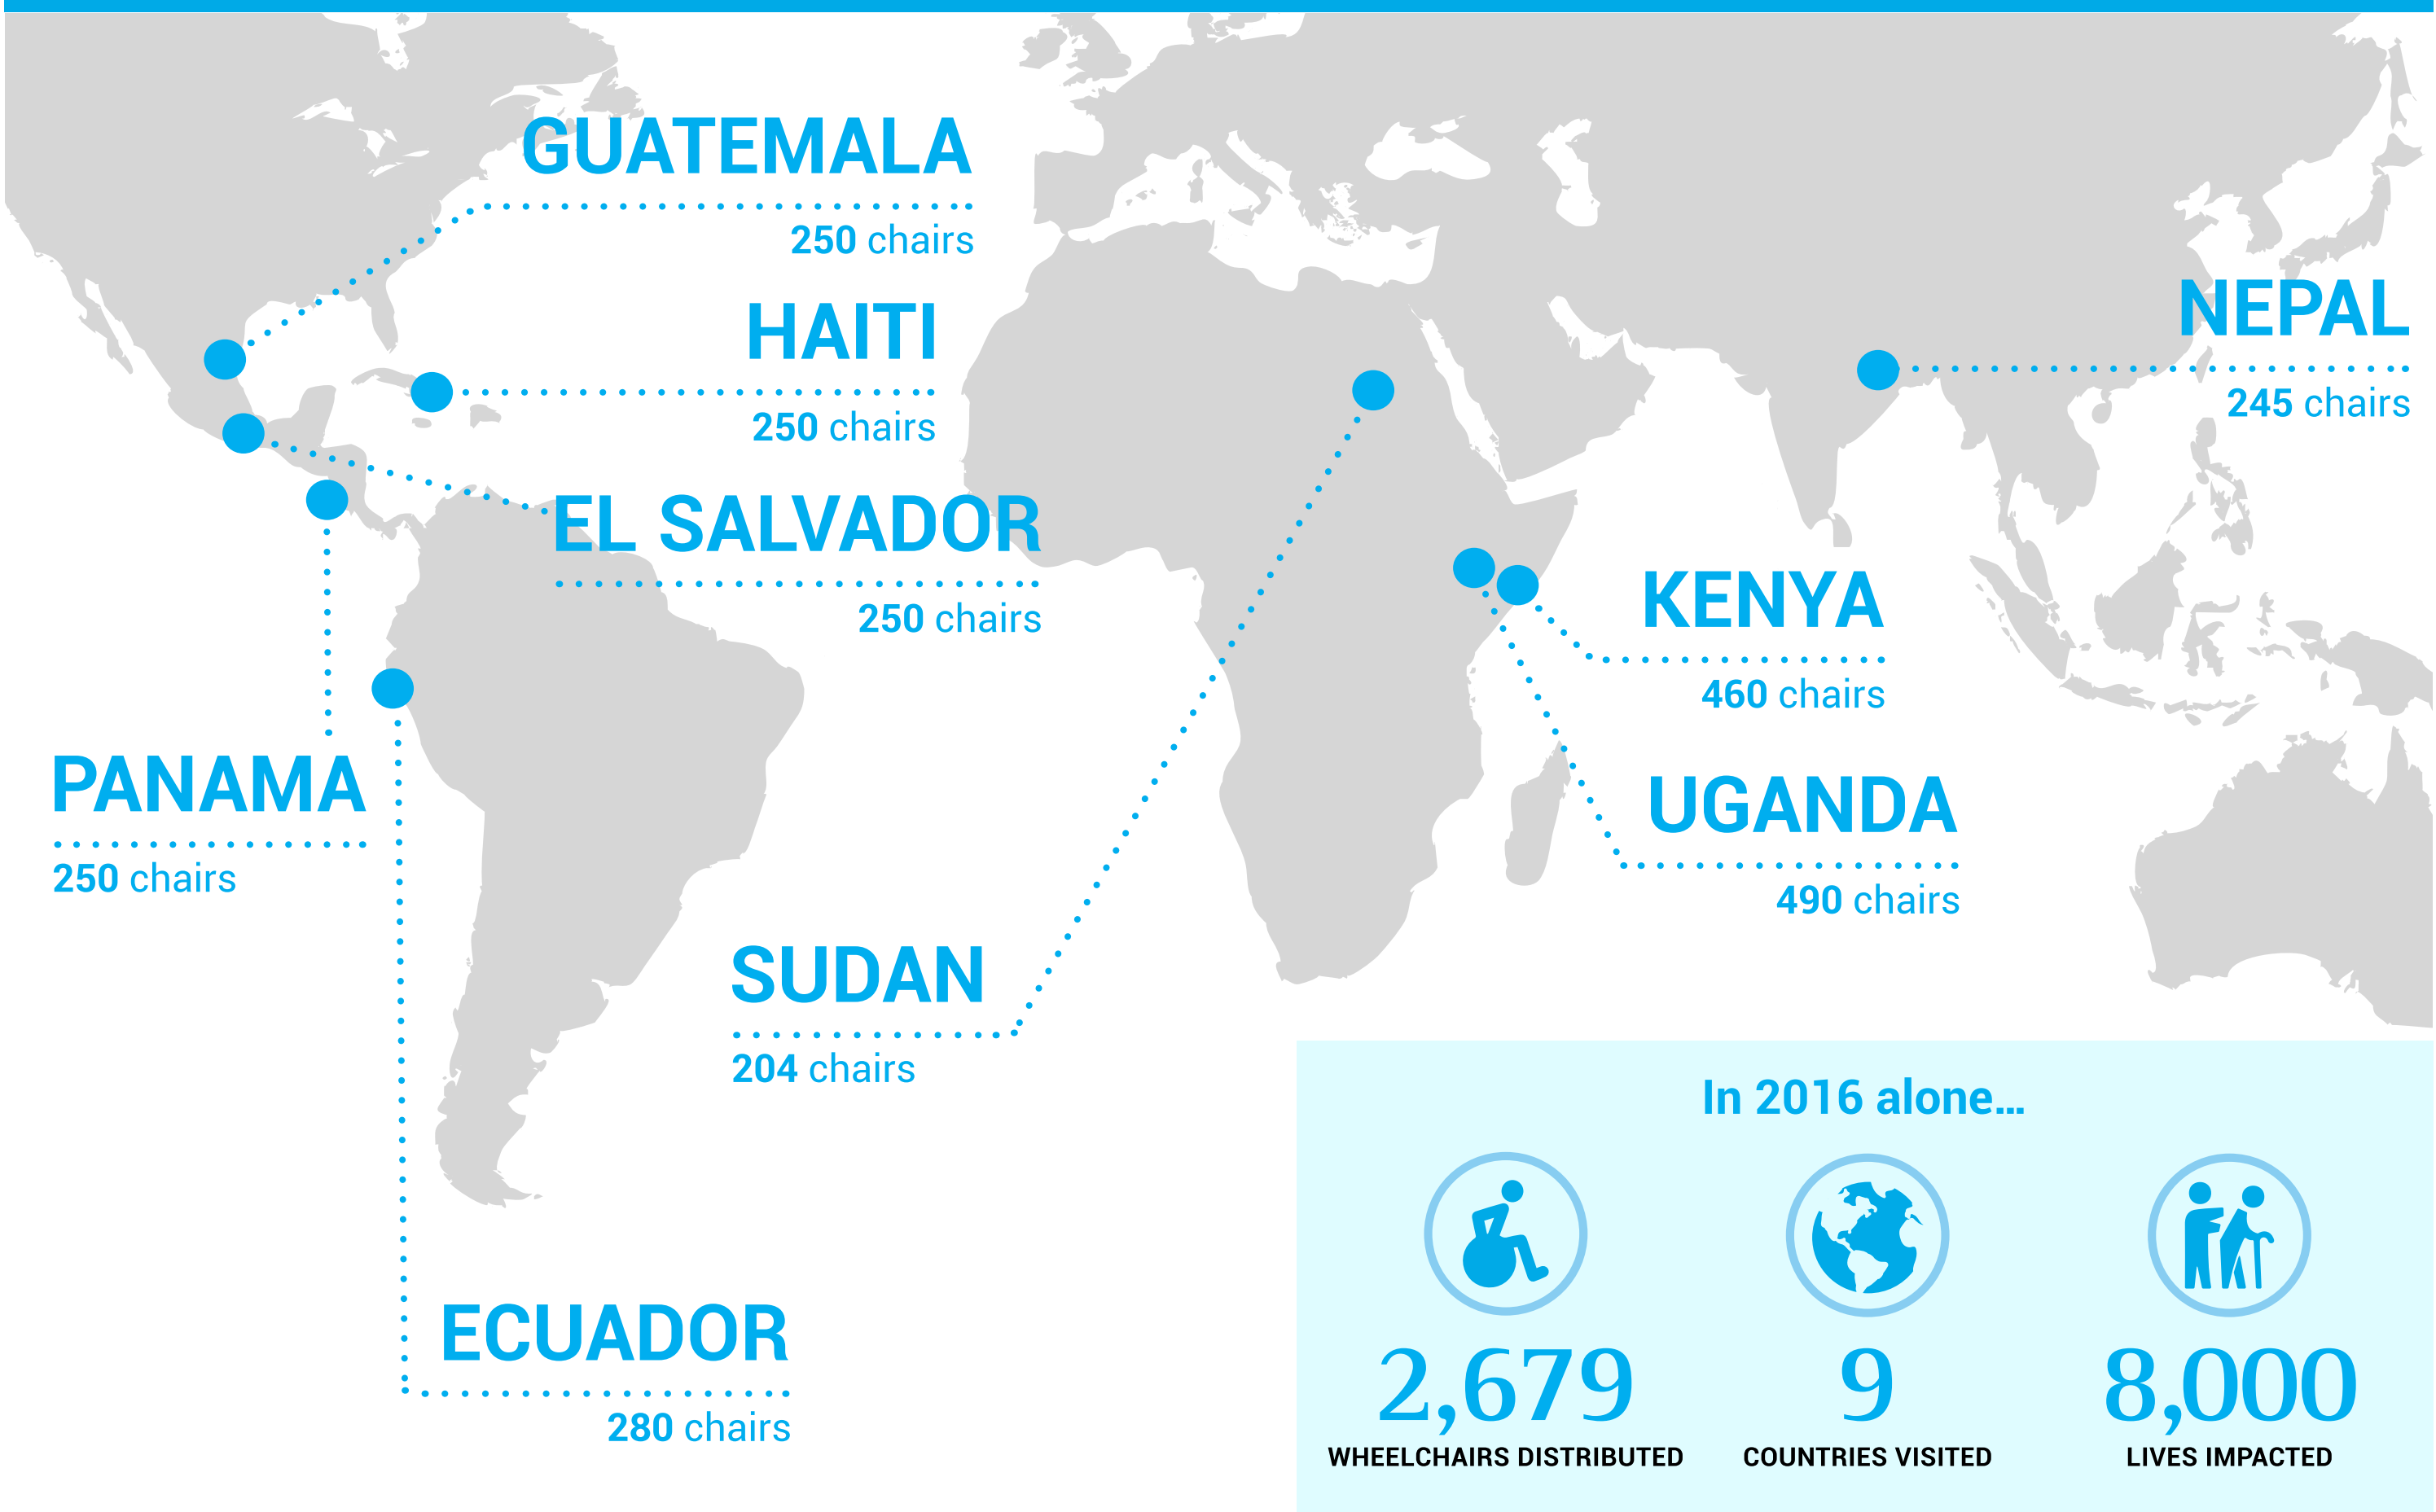 GUATEMALA
250 chairs
HAITI
250 chairs
NEPAL
245 chairs
EL SALVADOR
250 chairs
KENYA
460 chairs
PANAMA
250 chairs
UGANDA
490 chairs
SUDAN
204 chairs
ECUADOR
280 chairs
In 2016 alone...
2,679
WHEELCHAIRS DISTRIBUTED
9
COUNTRIES VISITED
8,000
LIVES IMPACTED